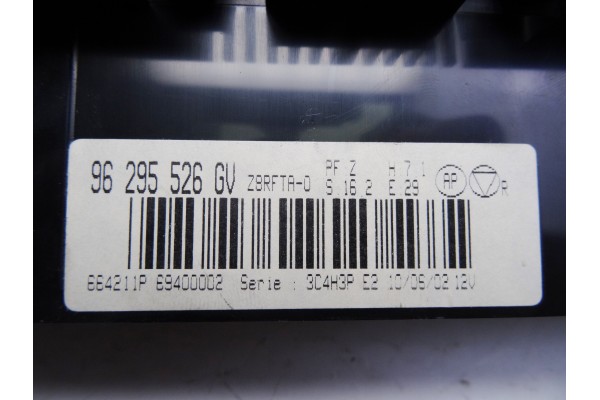 96 295 526 GV Z8RFTA-0 PF Z H 7.1
S.16.2 E.29 AP R
664211P 69400002 Serie : 3C4H3P E2 10/06/02 12V